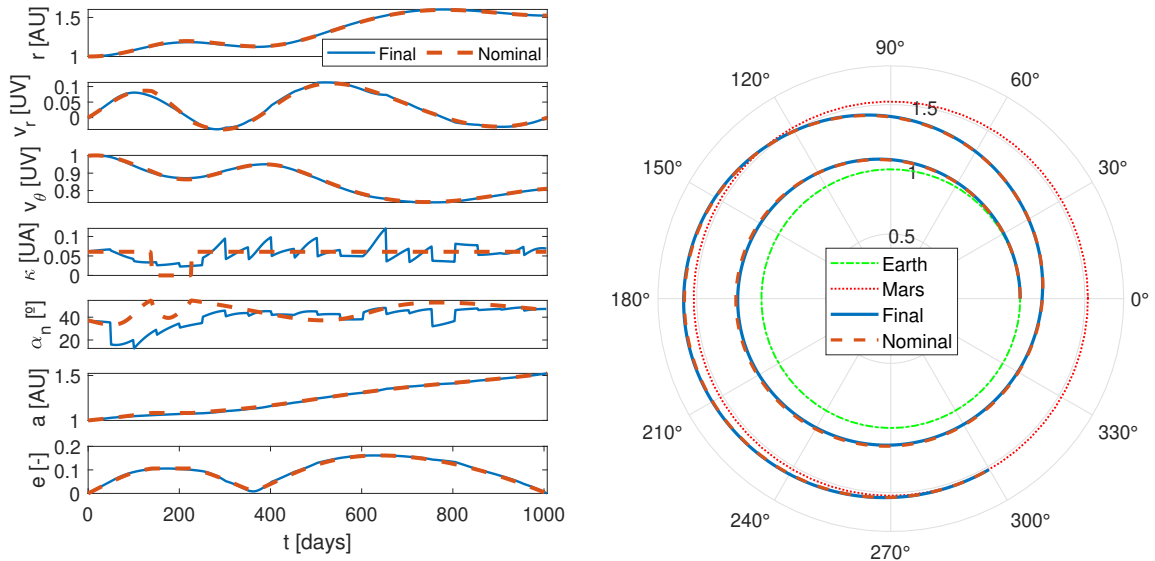 1.5
1
r [AU]
Final
Nominal
0.1
0.05
0
v_r [UV]
1
0.9
0.8
v_θ [UV]
0.1
0.05
0
κ [UA]
40
20
α_n [º]
1.5
1
a [AU]
0.2
0.1
0
e [-]
0 200 400 600 800 1000
t [days]
90°
120° 60°
150° 30°
180° 0°
210° 330°
240° 300°
270°
1.5
1
0.5
Earth
Mars
Final
Nominal